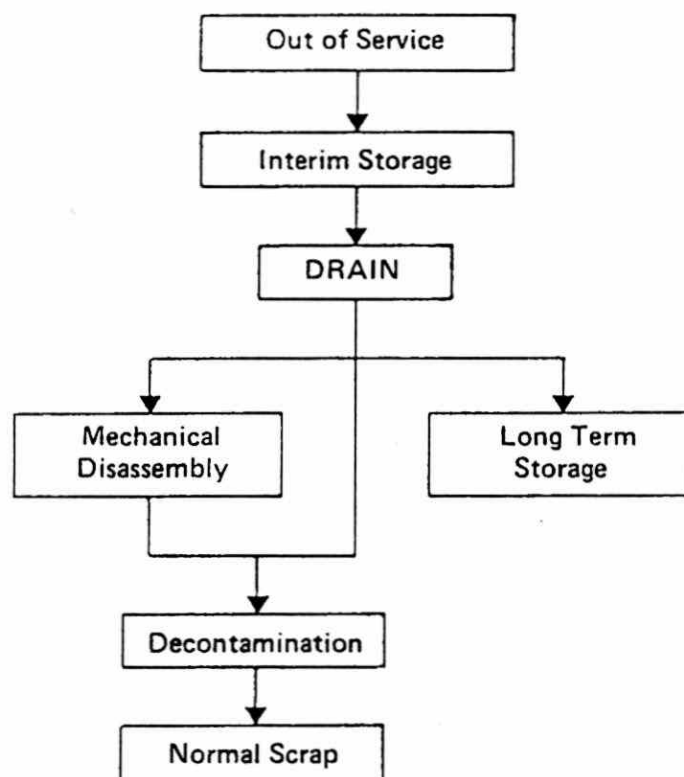 Out of Service
Interim Storage
DRAIN
Mechanical
Disassembly
Long Term
Storage
Decontamination
Normal Scrap